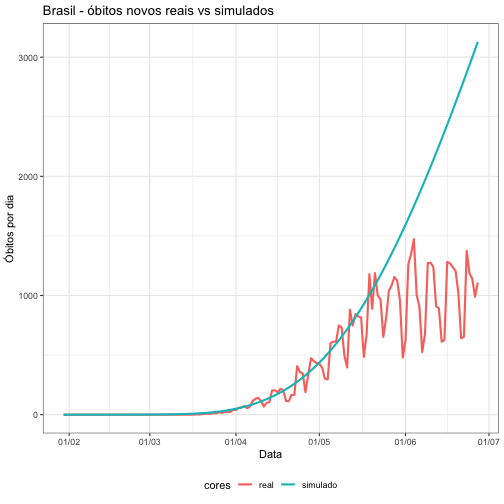 Brasil - óbitos novos reais vs simulados
Óbitos por dia
3000
2000
1000
0
01/02 01/03 01/04 01/05 01/06 01/07
Data
cores real simulado